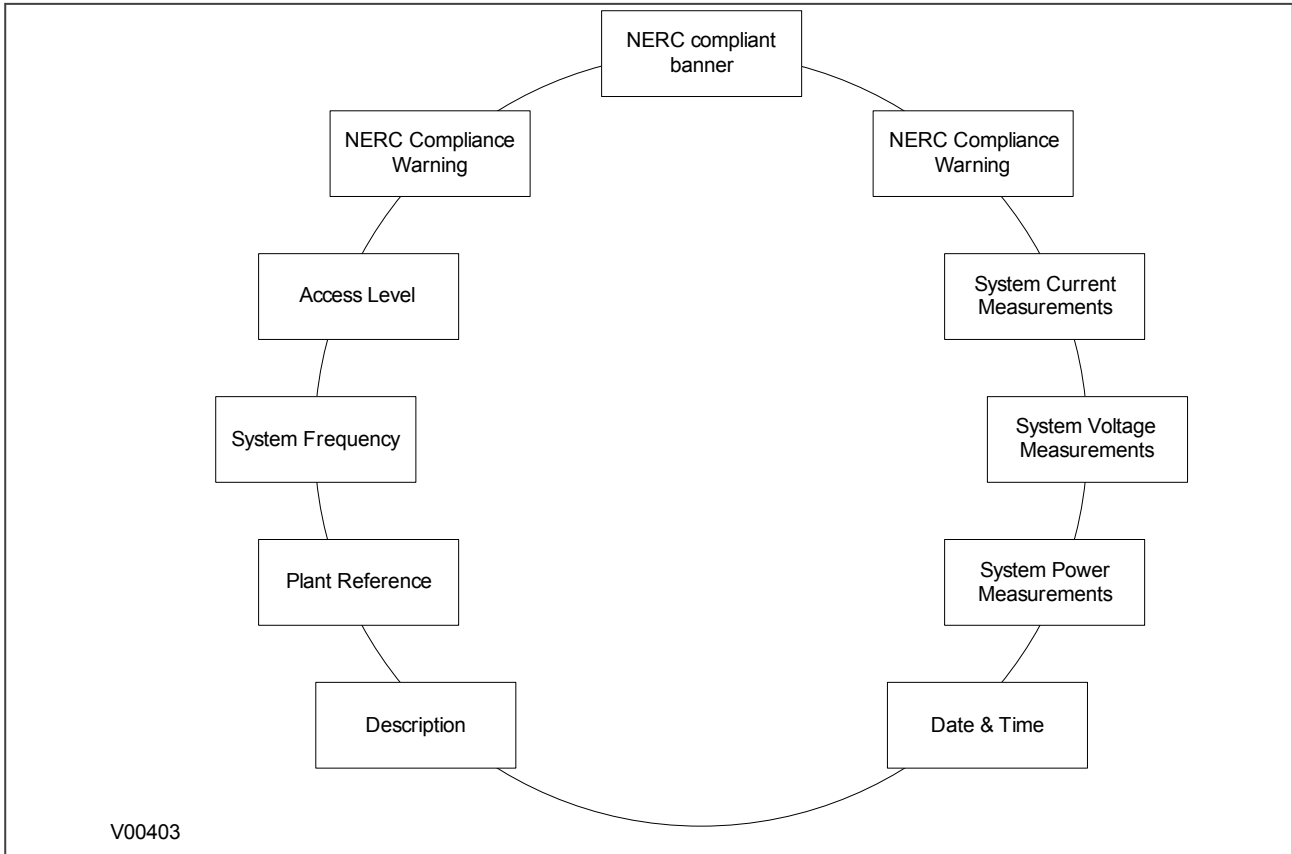 NERC compliant
banner
NERC Compliance
Warning
NERC Compliance
Warning
Access Level
System Current
Measurements
System Frequency
System Voltage
Measurements
Plant Reference
System Power
Measurements
Description
Date & Time
V00403